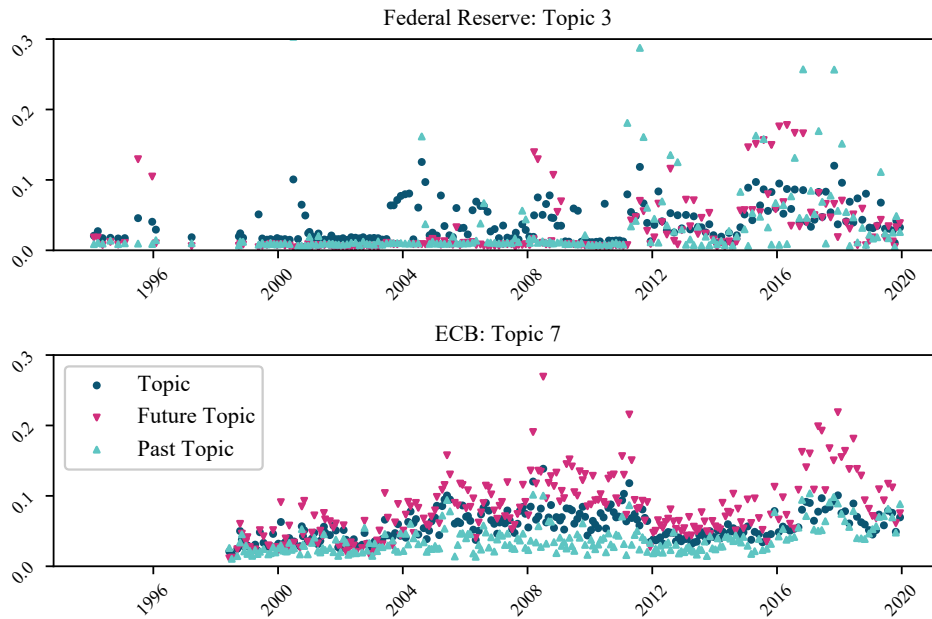 Federal Reserve: Topic 3
0.3
0.2
0.1
0.0
1996 2000 2004 2008 2012 2016 2020
ECB: Topic 7
0.3
0.2
0.1
0.0
Topic
Future Topic
Past Topic
1996 2000 2004 2008 2012 2016 2020